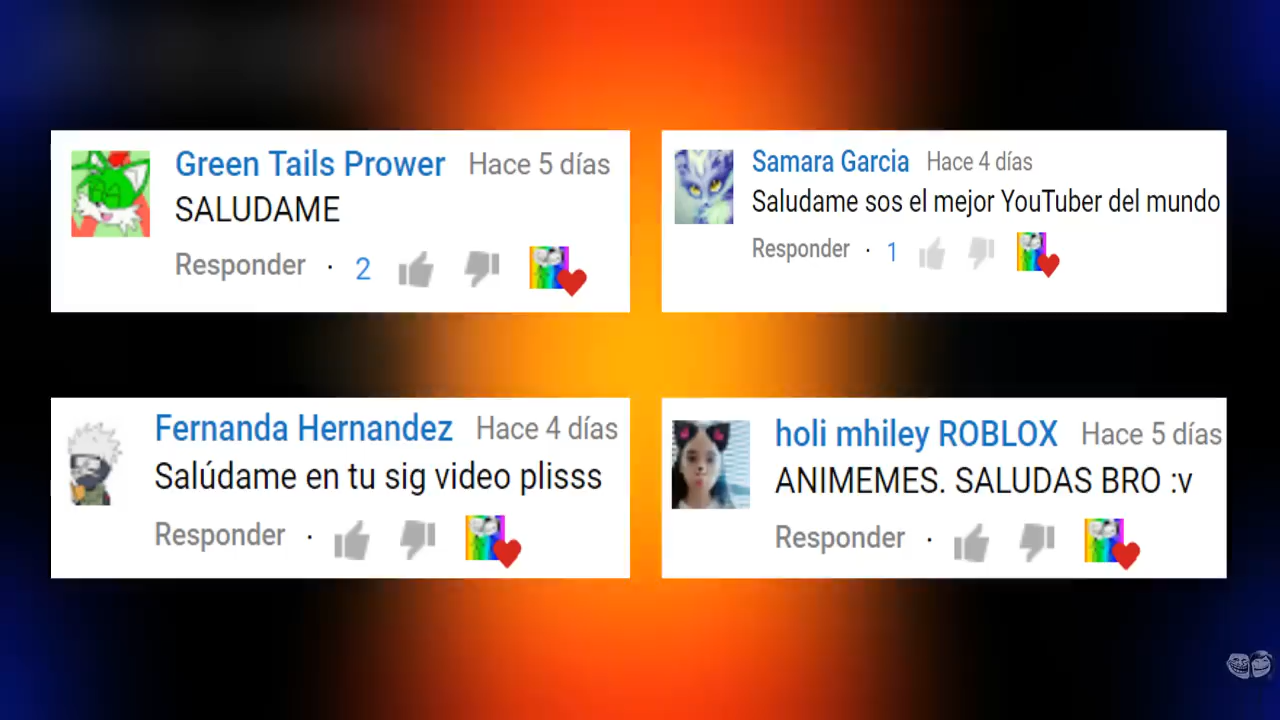 Green Tails Prower Hace 5 días
SALUDAME
Responder · 2
Samara Garcia Hace 4 días
Saludame sos el mejor YouTuber del mundo
Responder · 1
Fernanda Hernandez Hace 4 días
Salúdame en tu sig video plisss
Responder ·
holi mhiley ROBLOX Hace 5 días
ANIMEMES. SALUDAS BRO :v
Responder ·